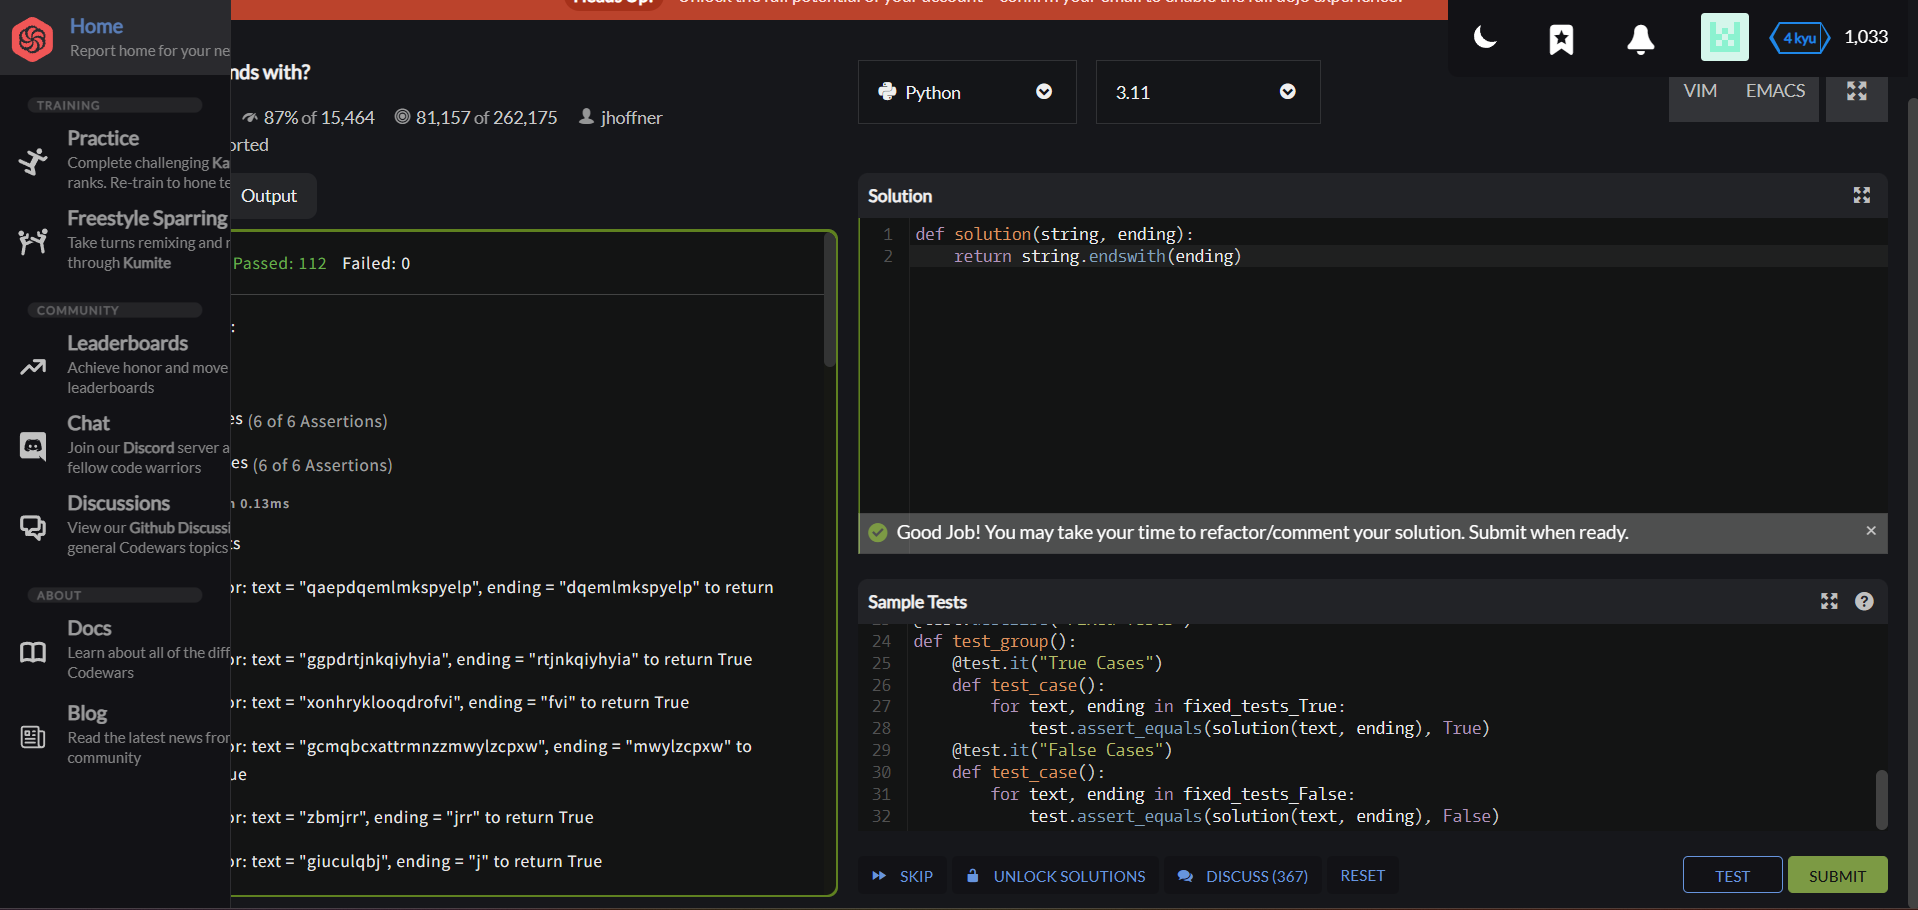 Home
Report home for your ne
TRAINING
Practice
Complete challenging Ka
ranks. Re-train to hone te
Freestyle Sparring
Take turns remixing and r
through Kumite
COMMUNITY
Leaderboards
Achieve honor and move
leaderboards
Chat
Join our Discord server a
fellow code warriors
Discussions
View our Github Discussi
general Codewars topics
ABOUT
Docs
Learn about all of the diff
Codewars
Blog
Read the latest news fron
community
Heads Up! Unlock the full potential of your account - confirm your email to enable the full dojo experience.
nds with?
87% of 15,464 81,157 of 262,175 jhoffner
orted
Output
Passed: 112 Failed: 0
:
es (6 of 6 Assertions)
es (6 of 6 Assertions)
n 0.13ms
ts
or: text = "qaepdqemlmkspyelp", ending = "dqemlmkspyelp" to return
or: text = "ggpdrtjnkqiyhyia", ending = "rtjnkqiyhyia" to return True
or: text = "xonhryklooqdrofvi", ending = "fvi" to return True
or: text = "gcmqbcxattrmnzzmwylzcpxw", ending = "mwylzcpxw" to
ue
or: text = "zbmjrr", ending = "jrr" to return True
or: text = "giuculqbj", ending = "j" to return True
4 kyu 1,033
Python 3.11
VIM EMACS
Solution
1 def solution(string, ending):
2 return string.endswith(ending)
Good Job! You may take your time to refactor/comment your solution. Submit when ready. ×
Sample Tests ?
24 def test_group():
25 @test.it("True Cases")
26 def test_case():
27 for text, ending in fixed_tests_True:
28 test.assert_equals(solution(text, ending), True)
29 @test.it("False Cases")
30 def test_case():
31 for text, ending in fixed_tests_False:
32 test.assert_equals(solution(text, ending), False)
SKIP UNLOCK SOLUTIONS DISCUSS (367) RESET TEST SUBMIT